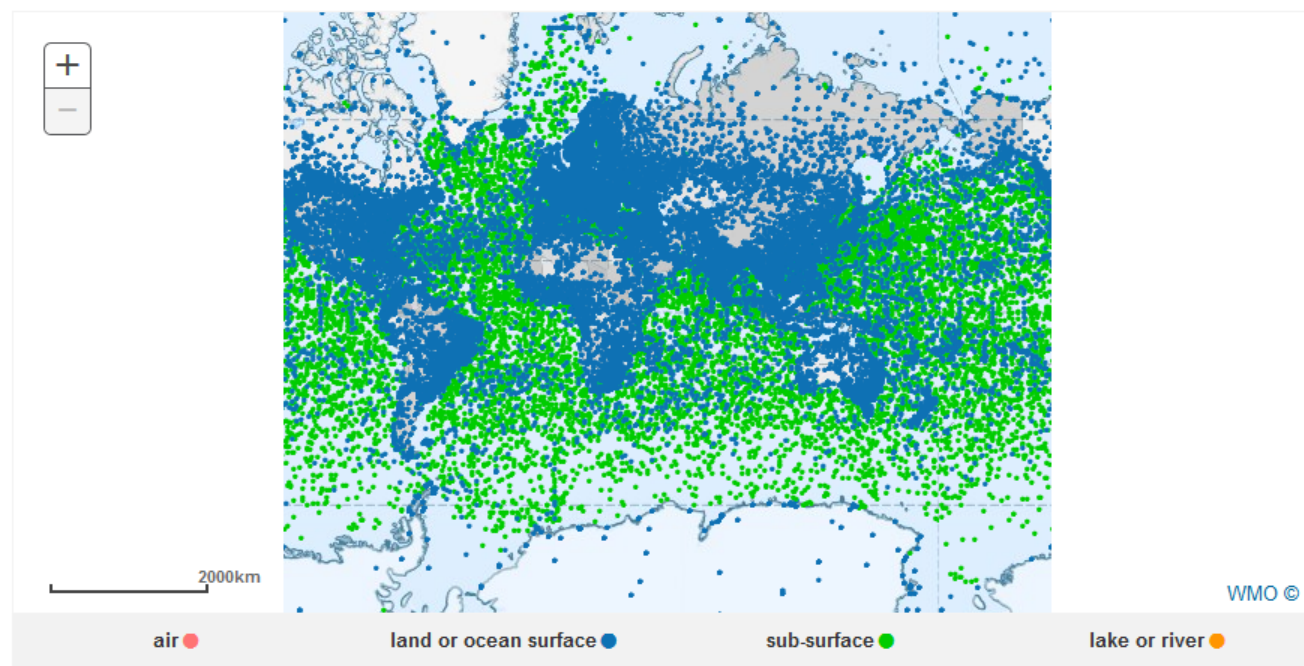 +
−
2000km
WMO ©
air
land or ocean surface
sub-surface
lake or river